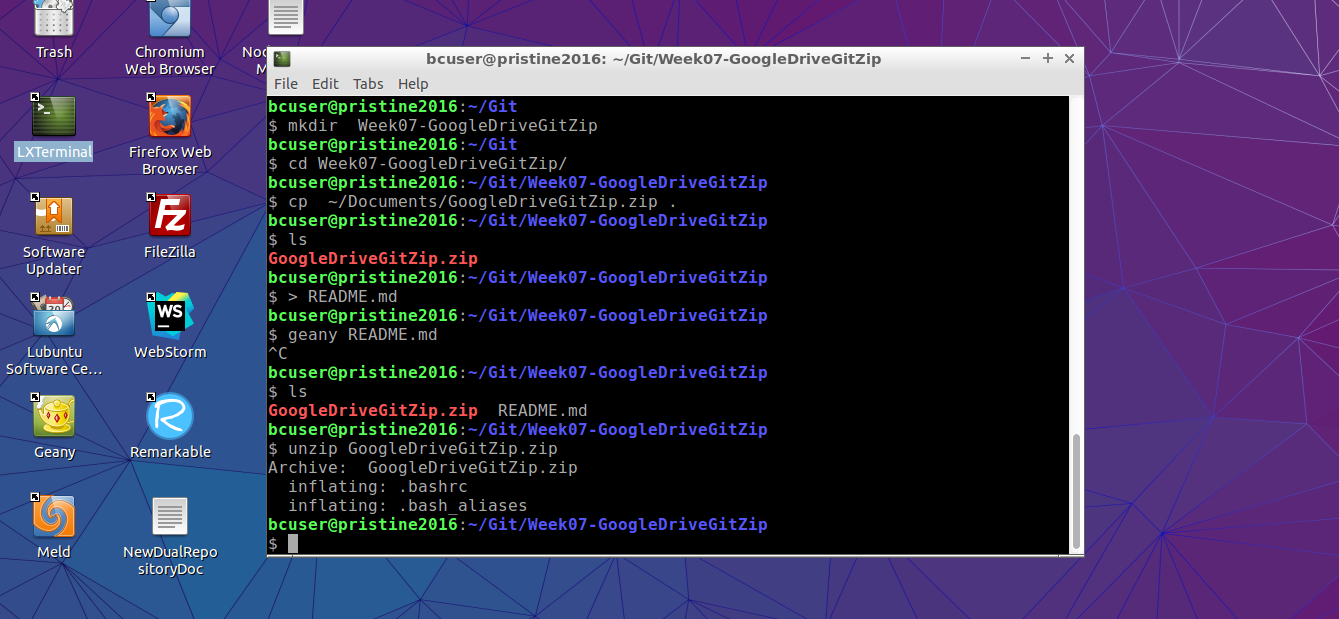 Trash
Chromium
Web Browser
LXTerminal
Firefox Web
Browser
Software
Updater
FileZilla
Lubuntu
Software Ce...
WS
WebStorm
Geany
R
Remarkable
Meld
NewDualRepo
sitoryDoc
bcuser@pristine2016: ~/Git/Week07-GoogleDriveGitZip
File Edit Tabs Help
bcuser@pristine2016:~/Git
$ mkdir  Week07-GoogleDriveGitZip
bcuser@pristine2016:~/Git
$ cd Week07-GoogleDriveGitZip/
bcuser@pristine2016:~/Git/Week07-GoogleDriveGitZip
$ cp  ~/Documents/GoogleDriveGitZip.zip .
bcuser@pristine2016:~/Git/Week07-GoogleDriveGitZip
$ ls
GoogleDriveGitZip.zip
bcuser@pristine2016:~/Git/Week07-GoogleDriveGitZip
$ > README.md
bcuser@pristine2016:~/Git/Week07-GoogleDriveGitZip
$ geany README.md
^C
bcuser@pristine2016:~/Git/Week07-GoogleDriveGitZip
$ ls
GoogleDriveGitZip.zip  README.md
bcuser@pristine2016:~/Git/Week07-GoogleDriveGitZip
$ unzip GoogleDriveGitZip.zip
Archive:  GoogleDriveGitZip.zip
  inflating: .bashrc
  inflating: .bash_aliases
bcuser@pristine2016:~/Git/Week07-GoogleDriveGitZip
$